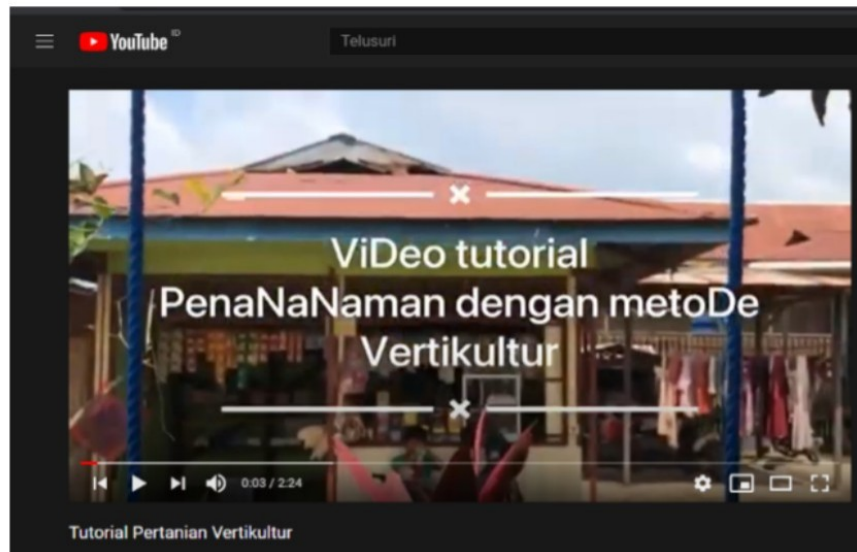 YouTube ID
Telusuri
ViDeo tutorial
PenaNaNaman dengan metoDe
Vertikultur
0:03 / 2:24
Tutorial Pertanian Vertikultur